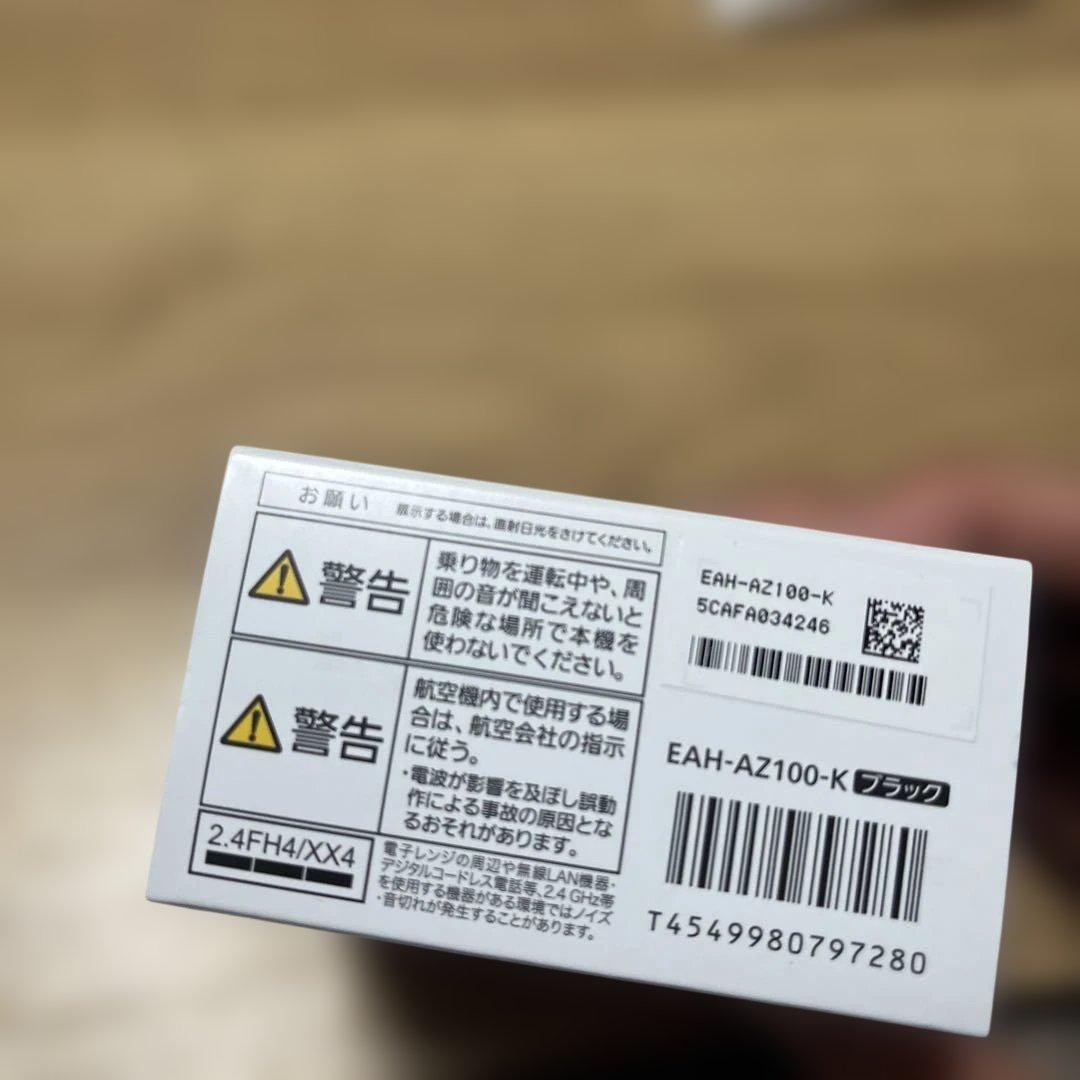 お願い 展示する場合は、直射日光をさけてください。
警告
乗り物を運転中や、周
囲の音が聞こえないと
危険な場所で本機を
使わないでください。
警告
航空機内で使用する場
合は、航空会社の指示
に従う。
・電波が影響を及ぼし誤動
作による事故の原因とな
るおそれがあります。
2.4FH4/XX4
電子レンジの周辺や無線LAN機器・
デジタルコードレス電話等、2.4 GHz帯
を使用する機器がある環境ではノイズ
・音切れが発生することがあります。
EAH-AZ100-K
5CAFA034246
EAH-AZ100-K ブラック
T4549980797280